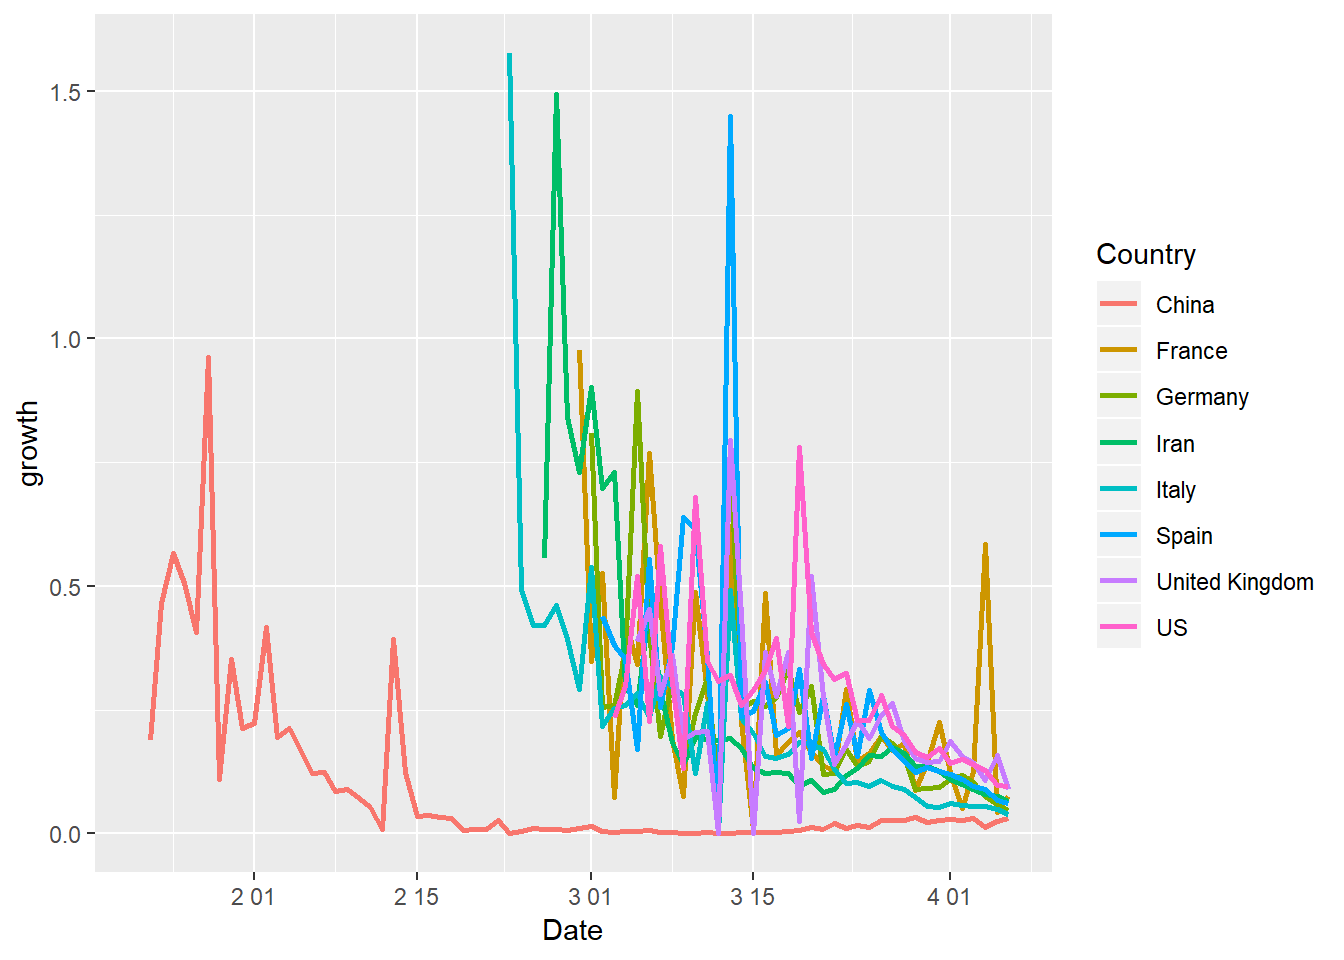 growth
1.5
1.0
0.5
0.0
2 01
2 15
3 01
3 15
4 01
Date
Country
China
France
Germany
Iran
Italy
Spain
United Kingdom
US